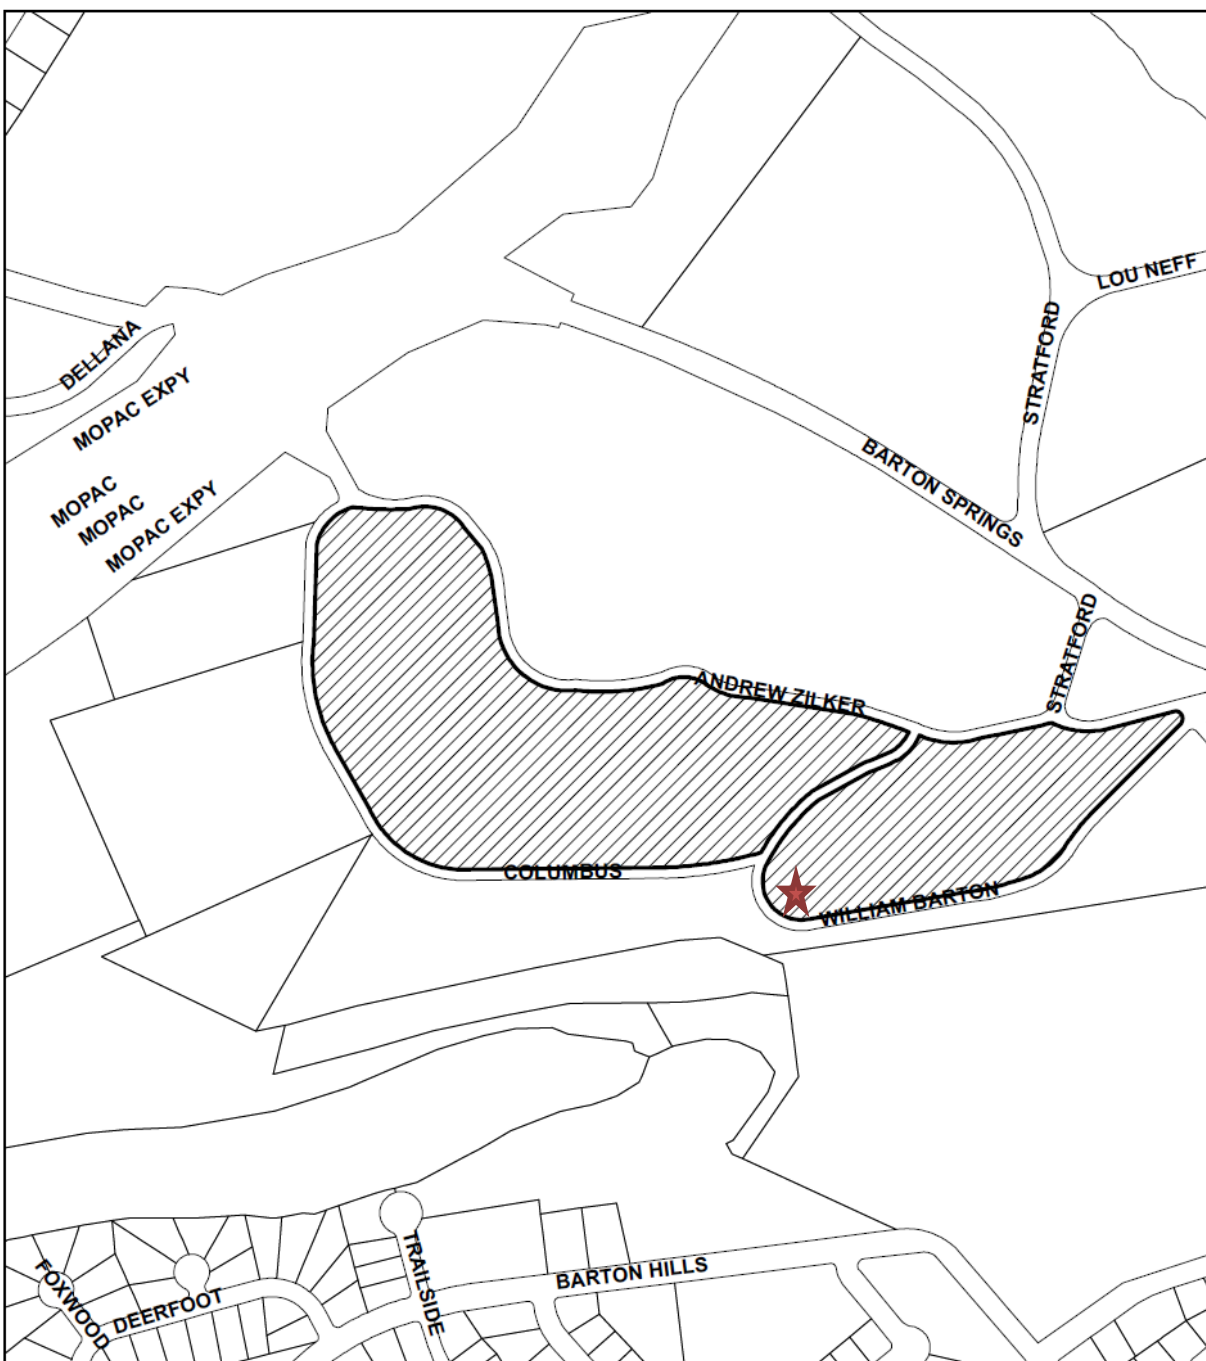 LOU NEFF
DELLANA
STRATFORD
MOPAC EXPY
BARTON SPRINGS
MOPAC
MOPAC
MOPAC EXPY
STRATFORD
ANDREW ZILKER
COLUMBUS
WILLIAM BARTON
TRAILSIDE
BARTON HILLS
FOXWOOD
DEERFOOT